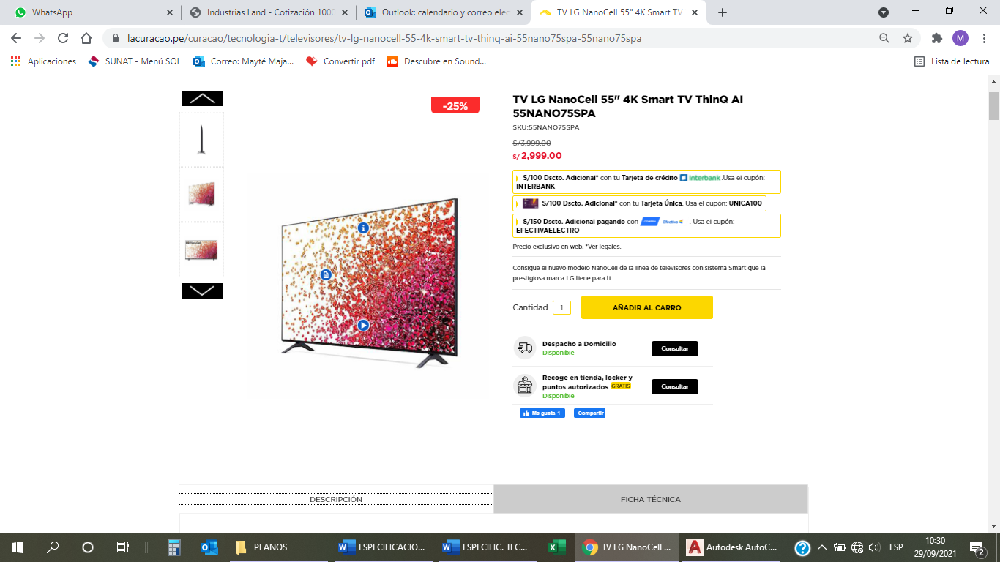 WhatsApp
Industrias Land - Cotización 1000
Outlook: calendario y correo elec
TV LG NanoCell 55" 4K Smart TV
lacuracao.pe/curacao/tecnologia-t/televisores/tv-lg-nanocell-55-4k-smart-tv-thinq-ai-55nano75spa-55nano75spa
M
Aplicaciones
SUNAT - Menú SOL
Correo: Mayté Maja...
Convertir pdf
Descubre en Sound...
Lista de lectura
-25%
TV LG NanoCell 55" 4K Smart TV ThinQ AI
55NANO75SPA
SKU:55NANO75SPA
S/3,999.00
S/ 2,999.00
S/100 Dscto. Adicional* con tu Tarjeta de crédito Interbank .Usa el cupón:
INTERBANK
S/100 Dscto. Adicional* con tu Tarjeta Única. Usa el cupón: UNICA100
S/150 Dscto. Adicional pagando con Efectiva . Usa el cupón:
EFECTIVAELECTRO
Precio exclusivo en web. *Ver legales.
Consigue el nuevo modelo NanoCell de la linea de televisores con sistema Smart que la
prestigiosa marca LG tiene para ti.
Cantidad 1 AÑADIR AL CARRO
Despacho a Domicilio
Disponible
Consultar
Recoge en tienda, locker y
puntos autorizados GRATIS
Disponible
Consultar
Me gusta 1
Compartir
LG NanoCell
DESCRIPCIÓN
FICHA TÉCNICA
PLANOS
ESPECIFICACIO...
ESPECIFIC. TEC...
TV LG NanoCell ...
Autodesk AutoC...
ESP
10:30
29/09/2021
2